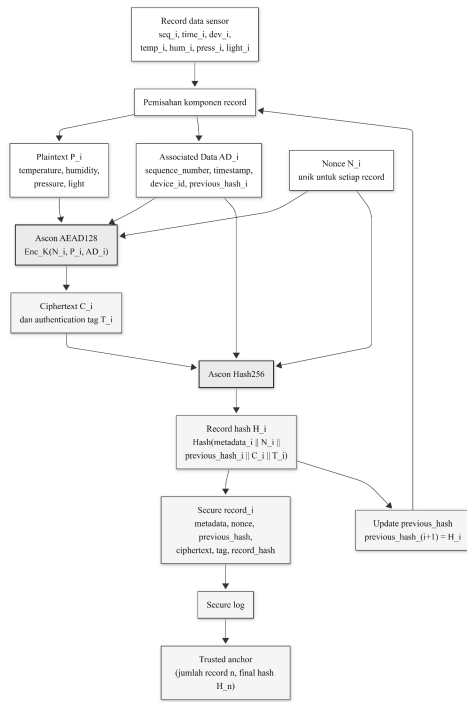 Record data sensor
seq_i, time_i, dev_i,
temp_i, hum_i, press_i, light_i
Pemisahan komponen record
Plaintext P_i
temperature, humidity,
pressure, light
Associated Data AD_i
sequence_number, timestamp,
device_id, previous_hash_i
Nonce N_i
unik untuk setiap record
Ascon AEAD128
Enc_K(N_i, P_i, AD_i)
Ciphertext C_i
dan authentication tag T_i
Ascon Hash256
Record hash H_i
Hash(metadata_i || N_i ||
previous_hash_i || C_i || T_i)
Secure record_i
metadata, nonce,
previous_hash,
ciphertext, tag, record_hash
Update previous_hash
previous_hash_(i+1) = H_i
Secure log
Trusted anchor
(jumlah record n, final hash
H_n)